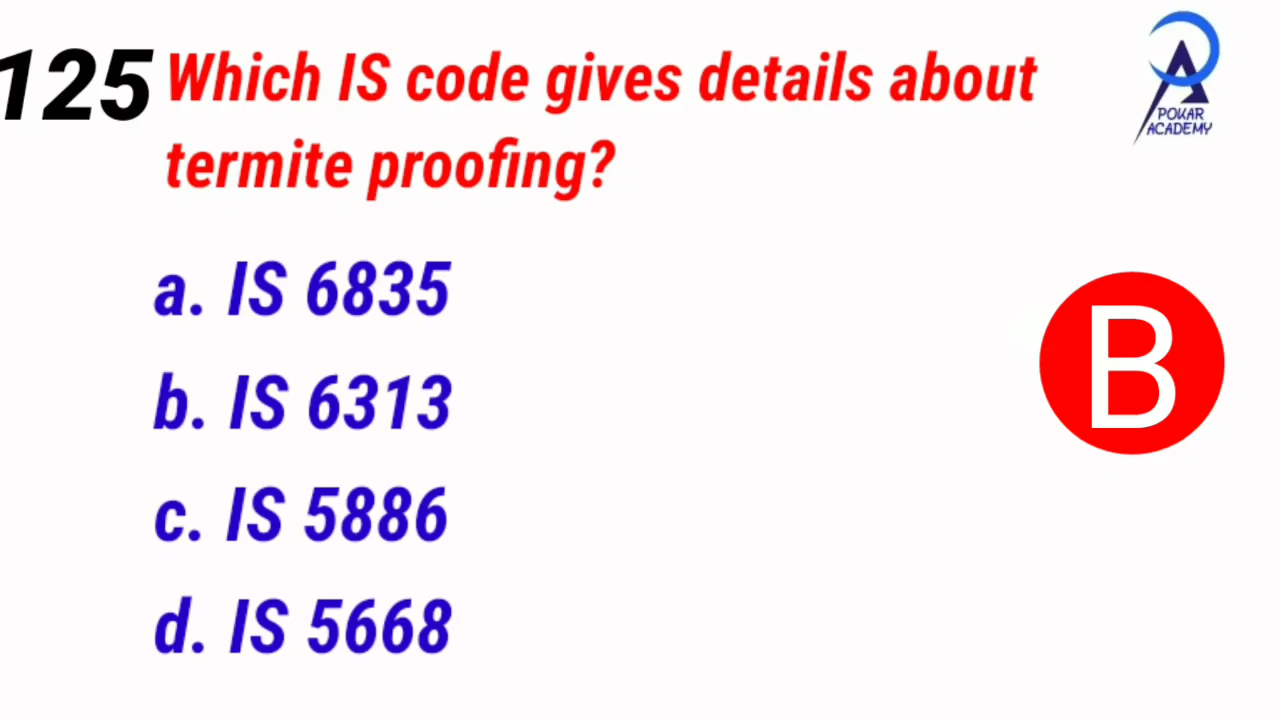 125 Which IS code gives details about
termite proofing?
POKAR
ACADEMY
a. IS 6835
b. IS 6313
B
c. IS 5886
d. IS 5668